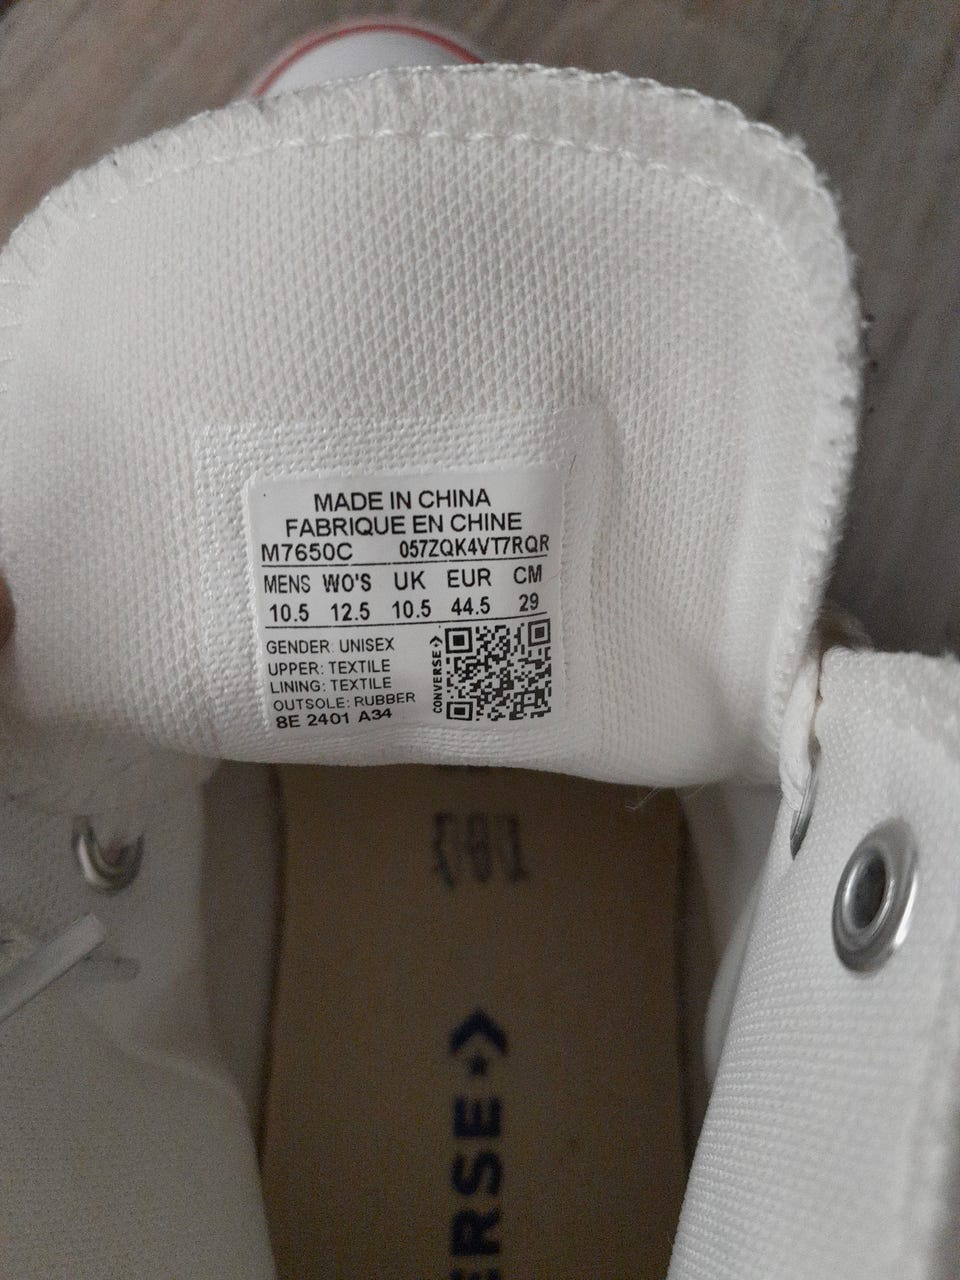 MADE IN CHINA
FABRIQUE EN CHINE
M7650C 057ZQK4VT7RQR
MENS WO'S UK EUR CM
10.5 12.5 10.5 44.5 29
GENDER: UNISEX
UPPER: TEXTILE
LINING: TEXTILE
OUTSOLE: RUBBER
8E 2401 A34
CONVERSE
ERSE